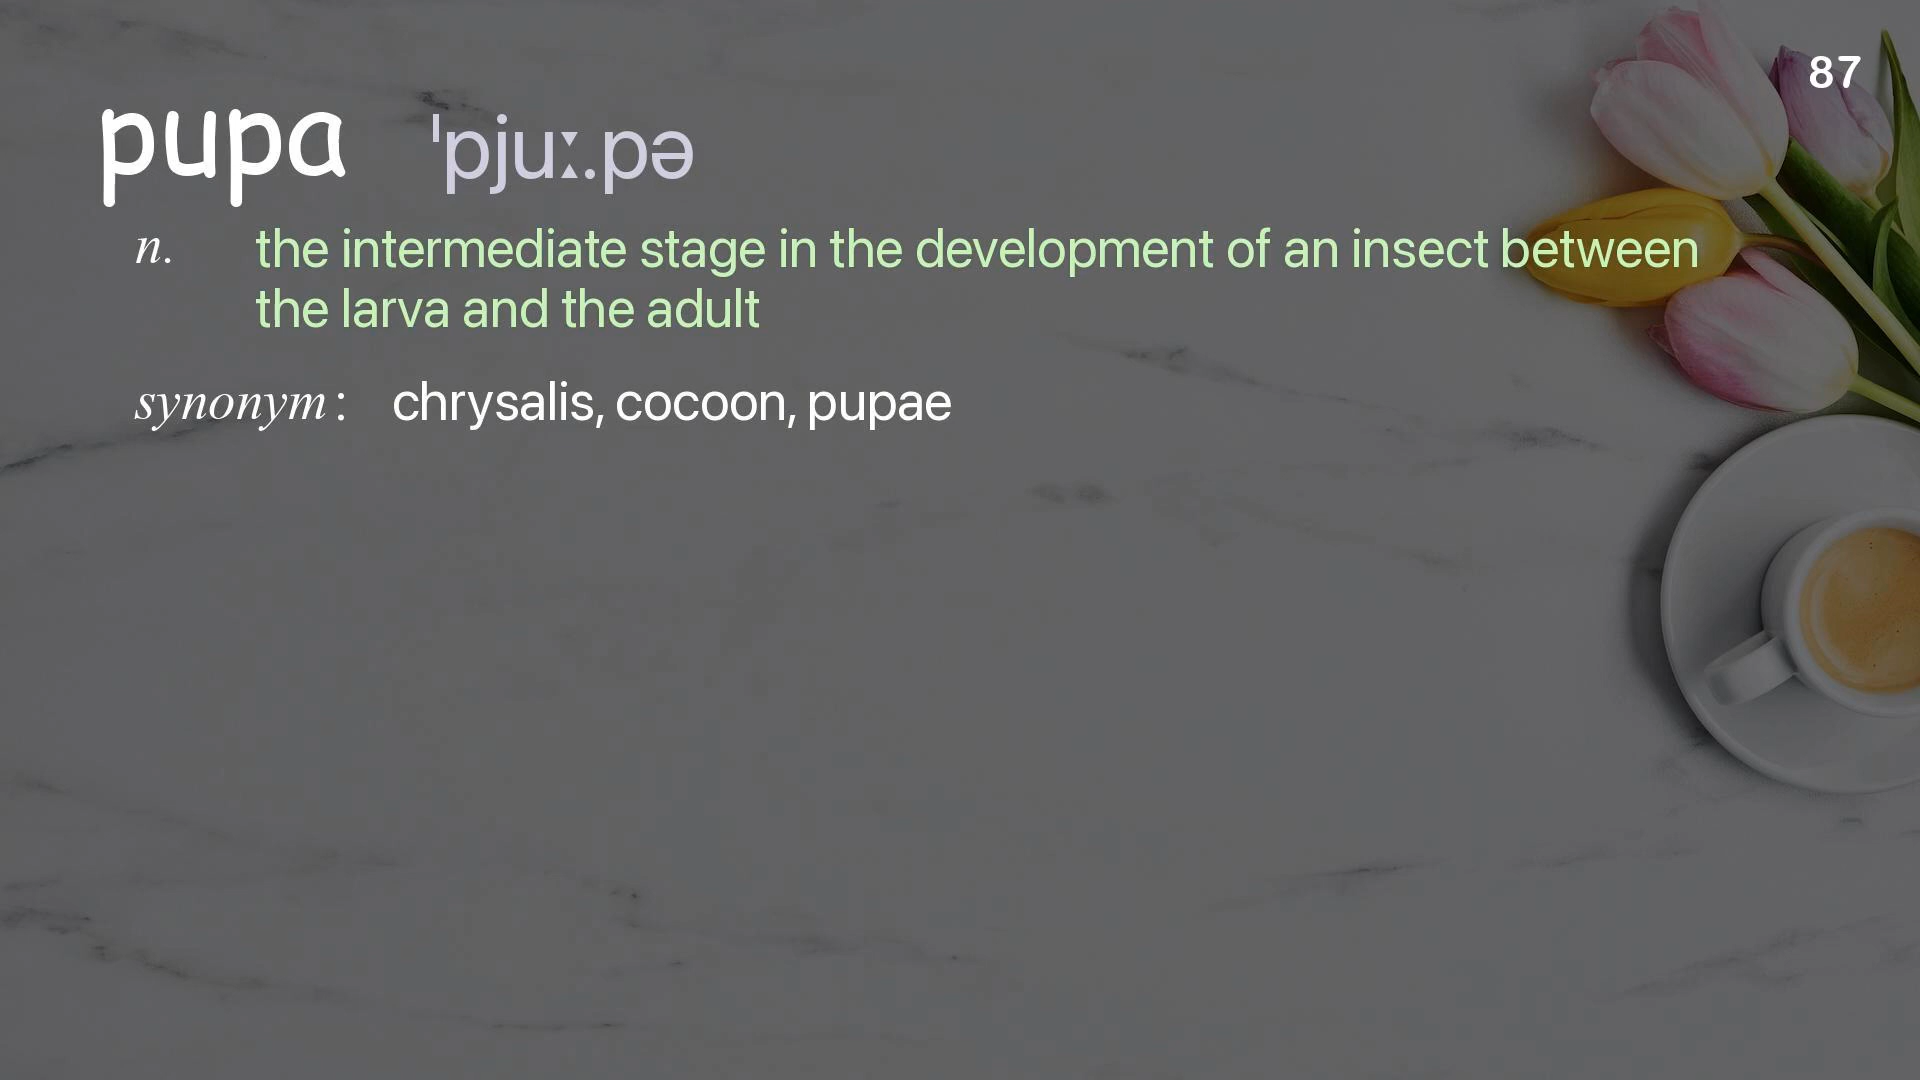 87
pupa ˈpjuː.pə
n. the intermediate stage in the development of an insect between
the larva and the adult
synonym : chrysalis, cocoon, pupae